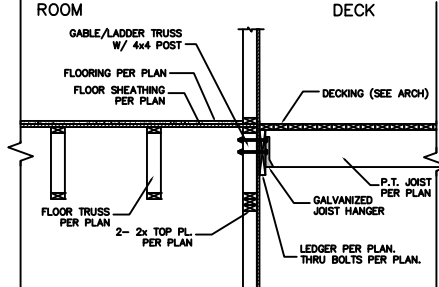 ROOM
DECK
GABLE/LADDER TRUSS
W/ 4x4 POST
FLOORING PER PLAN
FLOOR SHEATHING
PER PLAN
DECKING (SEE ARCH)
FLOOR TRUSS
PER PLAN
2- 2x TOP PL.
PER PLAN
P.T. JOIST
PER PLAN
GALVANIZED
JOIST HANGER
LEDGER PER PLAN.
THRU BOLTS PER PLAN.